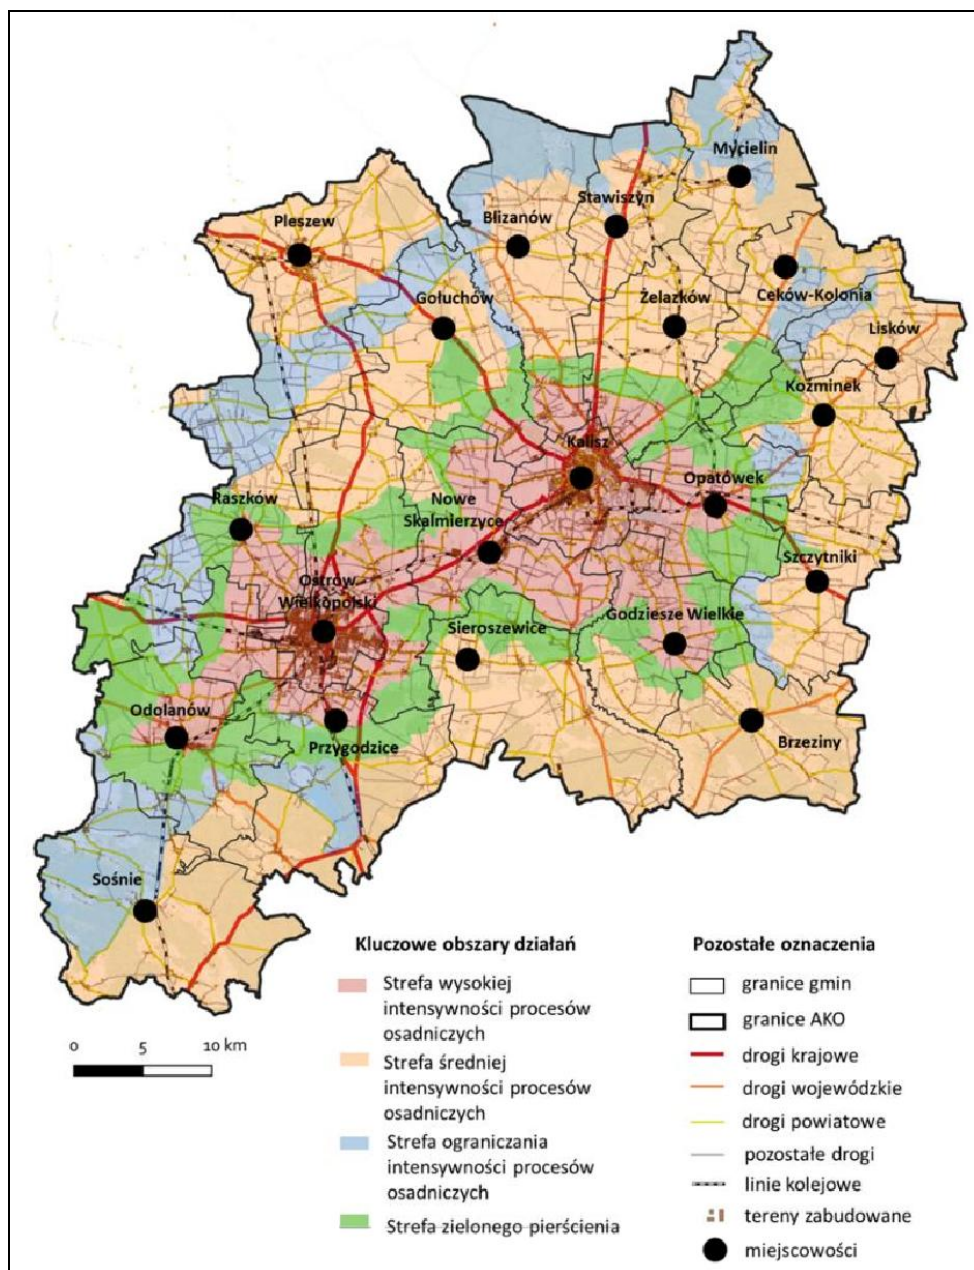 Mycielin
Stawiszyn
Blizanów
Pleszew
Gołuchów
Żelazków
Ceków-Kolonia
Lisków
Koźminek
Kalisz
Opatówek
Raszków
Nowe
Skalmierzyce
Szczytniki
Ostrów
Wielkopolski
Godziesze Wielkie
Sieroszewice
Odolanów
Przygodzice
Brzeziny
Sośnie
Kluczowe obszary działań
Strefa wysokiej
intensywności procesów
osadniczych
Strefa średniej
intensywności procesów
osadniczych
Strefa ograniczania
intensywności procesów
osadniczych
Strefa zielonego pierścienia
Pozostałe oznaczenia
granice gmin
granice AKO
drogi krajowe
drogi wojewódzkie
drogi powiatowe
pozostałe drogi
linie kolejowe
tereny zabudowane
miejscowości
0 5 10 km